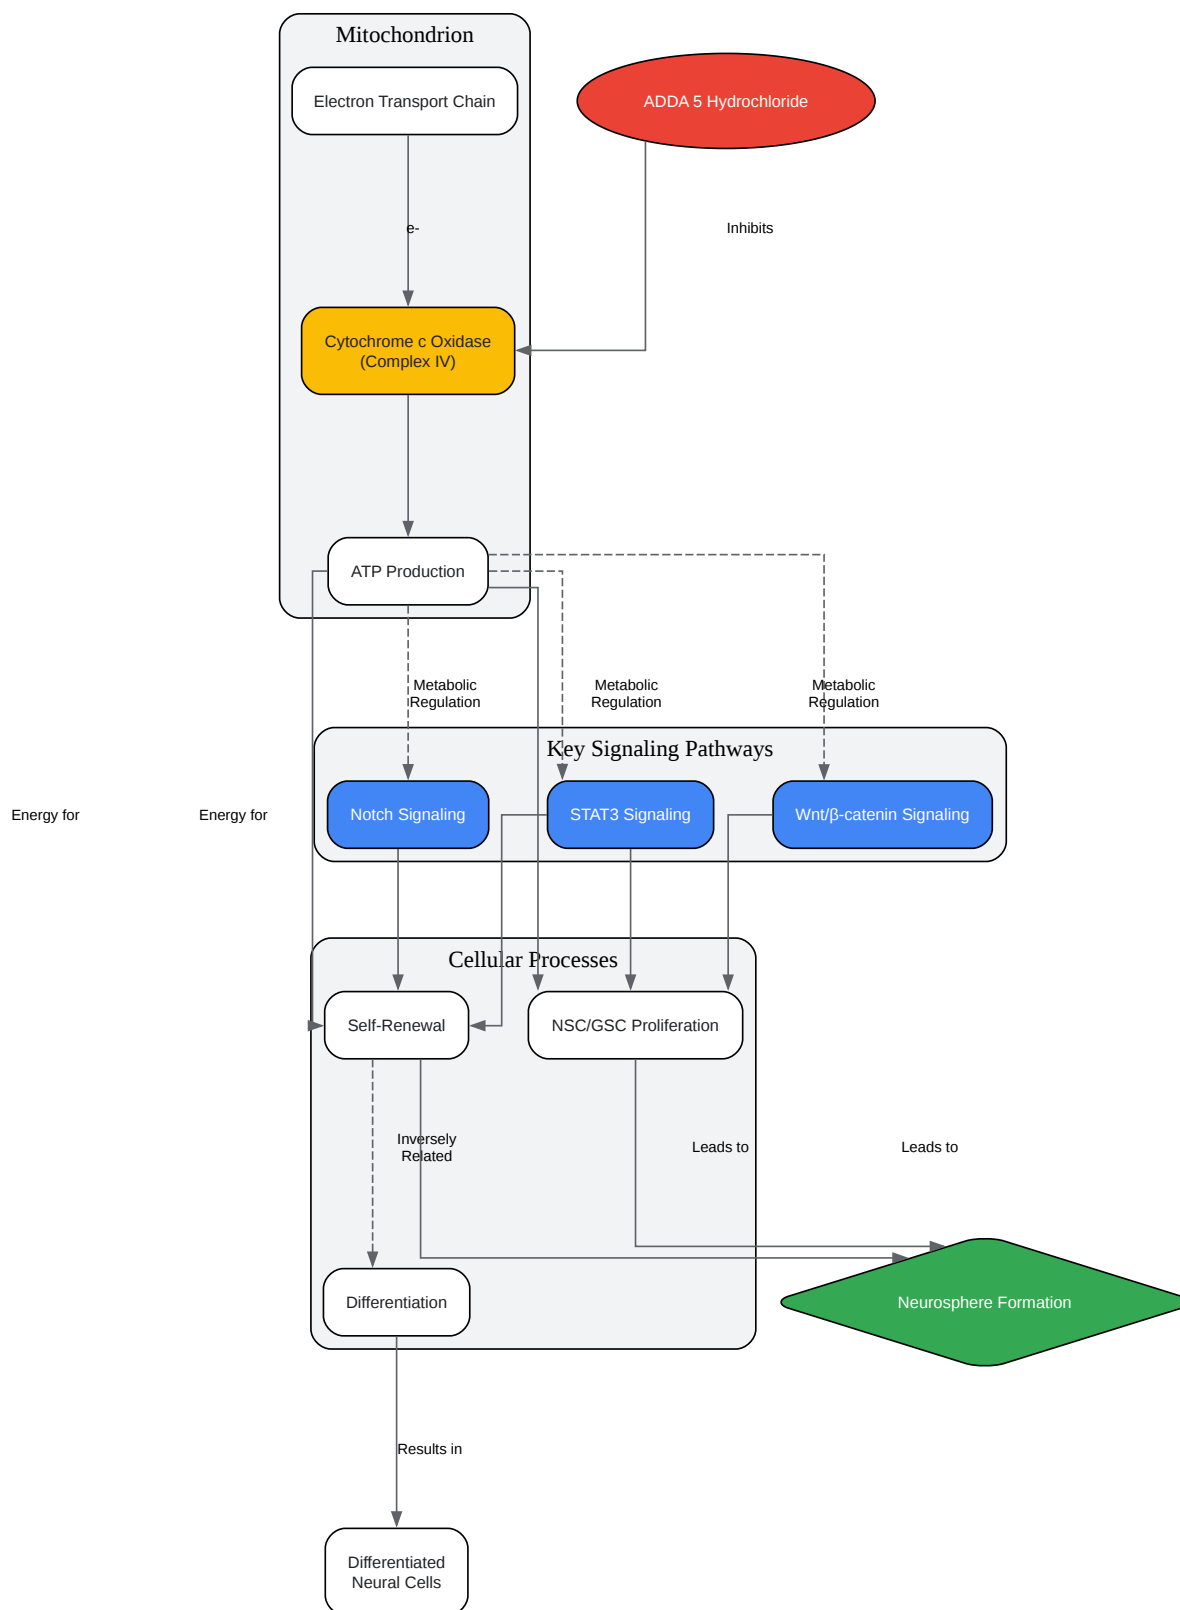 Mitochondrion
Electron Transport Chain
ADDA 5 Hydrochloride
e-
Inhibits
Cytochrome c Oxidase
(Complex IV)
ATP Production
Metabolic
Regulation
Metabolic
Regulation
Metabolic
Regulation
Key Signaling Pathways
Energy for
Energy for
Notch Signaling
STAT3 Signaling
Wnt/β-catenin Signaling
Cellular Processes
Self-Renewal
NSC/GSC Proliferation
Inversely
Related
Leads to
Leads to
Differentiation
Neurosphere Formation
Results in
Differentiated
Neural Cells